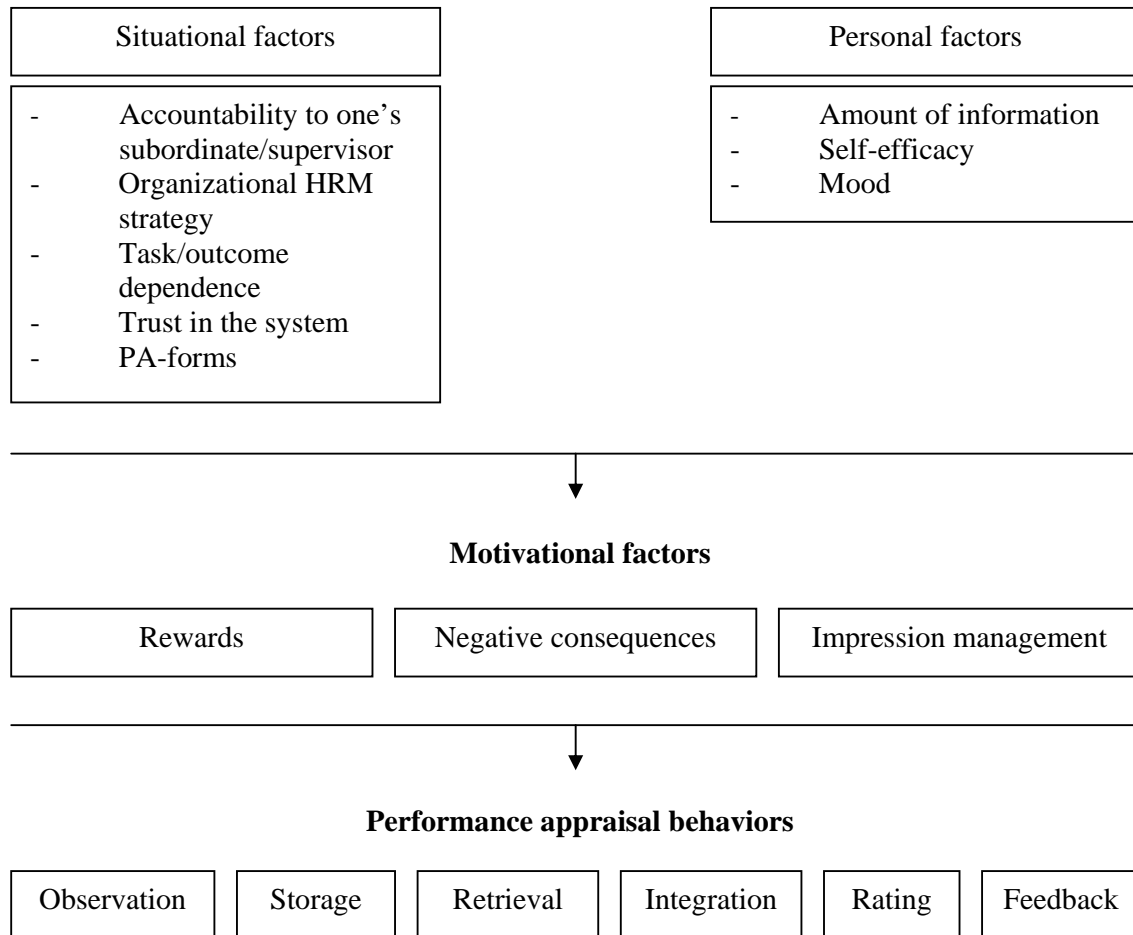 Situational factors
Personal factors
- Accountability to one’s
subordinate/supervisor
- Organizational HRM
strategy
- Task/outcome
dependence
- Trust in the system
- PA-forms
- Amount of information
- Self-efficacy
- Mood
Motivational factors
Rewards
Negative consequences
Impression management
Performance appraisal behaviors
Observation
Storage
Retrieval
Integration
Rating
Feedback